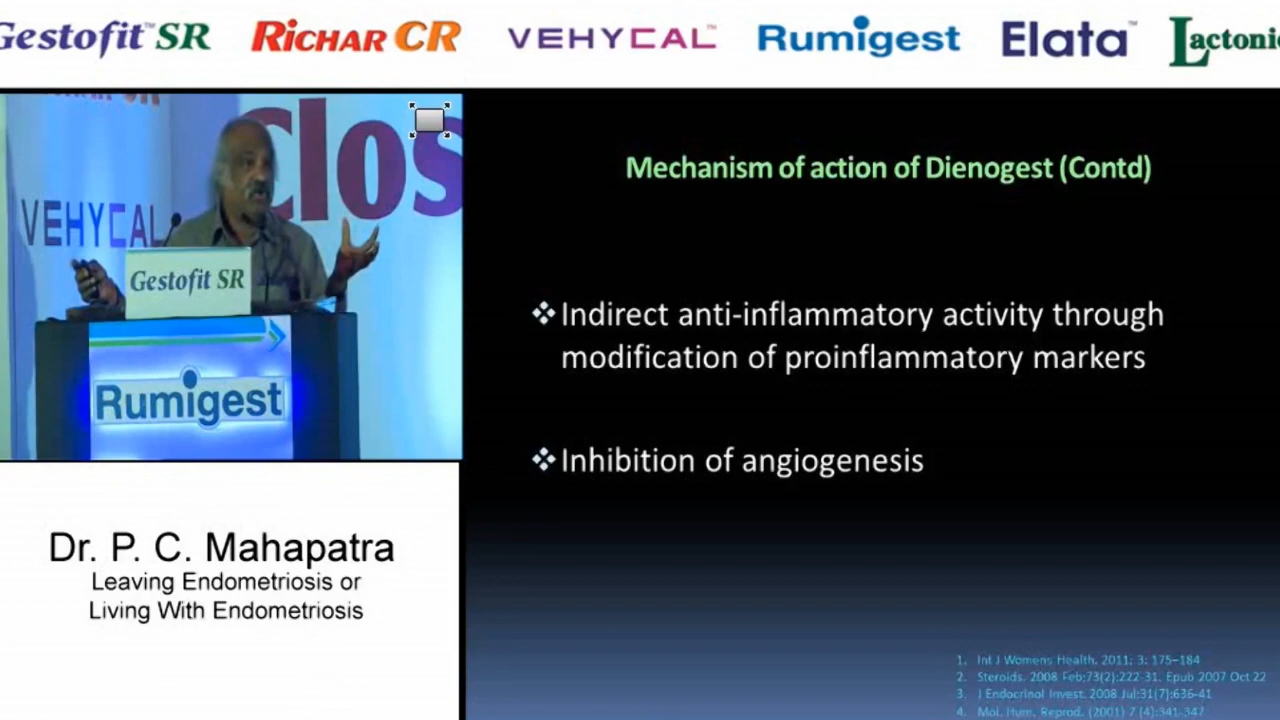 Gestofit™ SR RICHAR CR VEHYCAL™ Rumigest Elata™ Lactonic
Clos
VEHYCAL
Gestofit SR
Rumigest
Dr. P. C. Mahapatra
Leaving Endometriosis or
Living With Endometriosis
Mechanism of action of Dienogest (Contd)
❖Indirect anti-inflammatory activity through
modification of proinflammatory markers
❖Inhibition of angiogenesis
1. Int J Womens Health. 2011; 3: 175–184
2. Steroids. 2008 Feb;73(2):222-31. Epub 2007 Oct 22
3. J Endocrinol Invest. 2008 Jul;31(7):636-41
4. Mol. Hum. Reprod. (2001) 7 (4):341-347